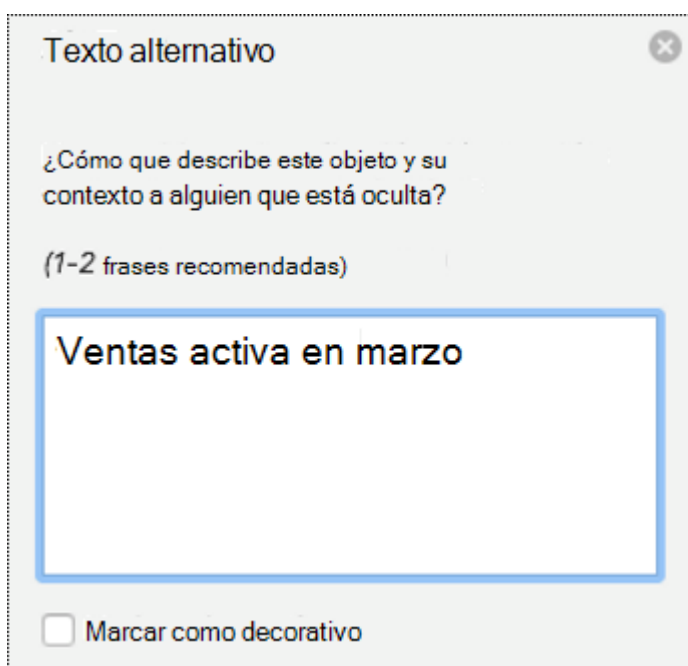 Texto alternativo
¿Cómo que describe este objeto y su
contexto a alguien que está oculta?
(1-2 frases recomendadas)
Ventas activa en marzo
Marcar como decorativo